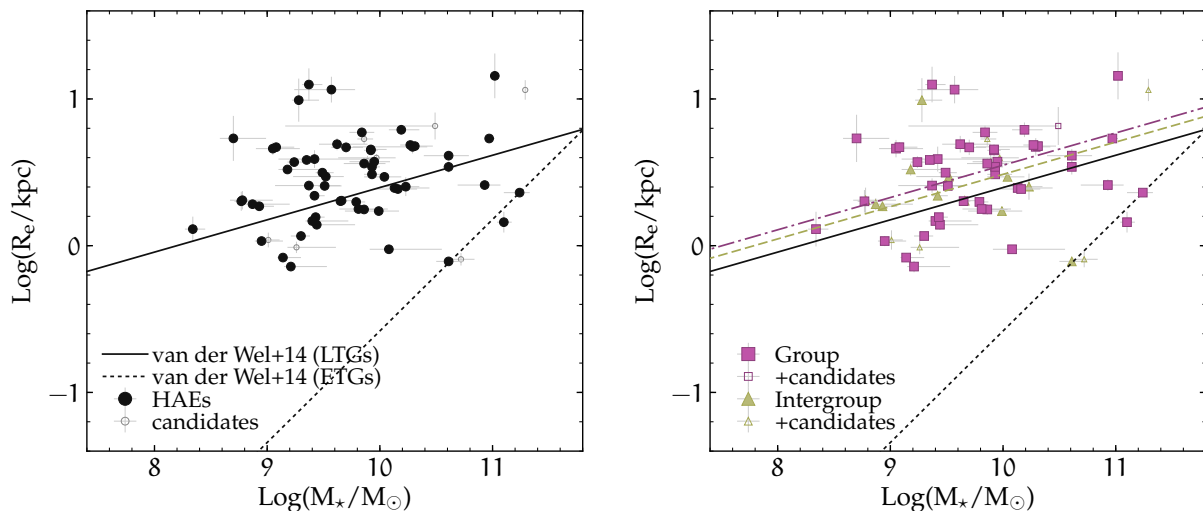 1
0
−1
Log(Rₑ/kpc)
van der Wel+14 (LTGs)
van der Wel+14 (ETGs)
HAEs
candidates
8 9 10 11
Log(M⋆/M⊙)
1
0
−1
Log(Rₑ/kpc)
Group
+candidates
Intergroup
+candidates
8 9 10 11
Log(M⋆/M⊙)